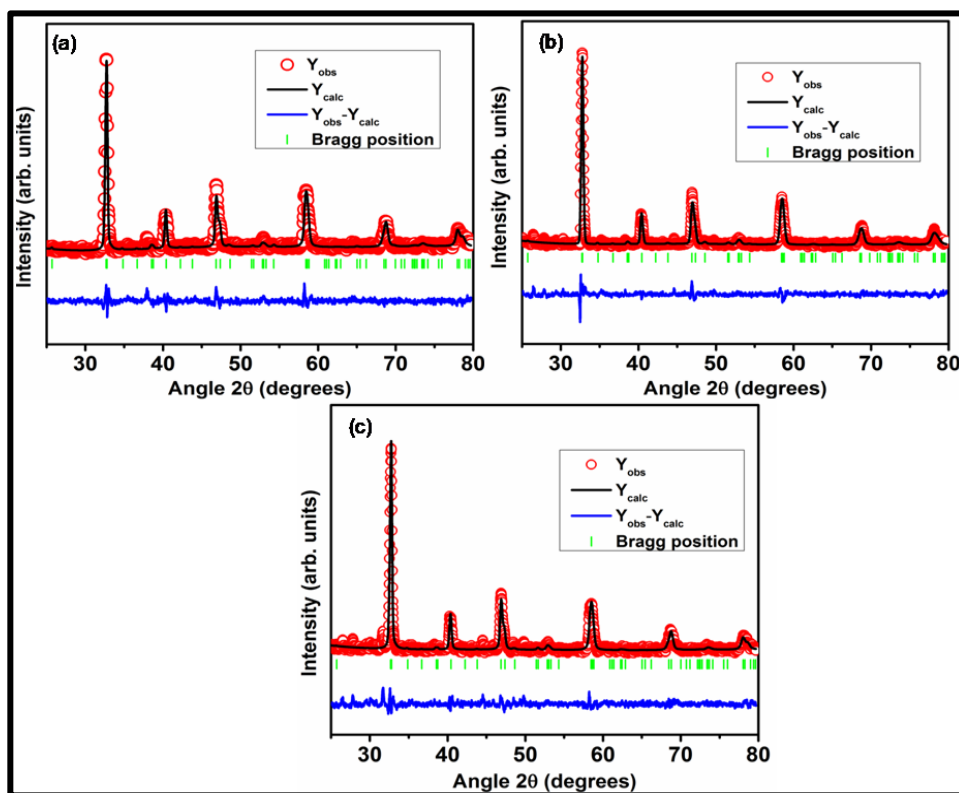 (a)
Y_obs
Y_calc
Y_obs-Y_calc
Bragg position
Intensity (arb. units)
30 40 50 60 70 80
Angle 2θ (degrees)
(b)
Y_obs
Y_calc
Y_obs-Y_calc
Bragg position
Intensity (arb. units)
30 40 50 60 70 80
Angle 2θ (degrees)
(c)
Y_obs
Y_calc
Y_obs-Y_calc
Bragg position
Intensity (arb. units)
30 40 50 60 70 80
Angle 2θ (degrees)